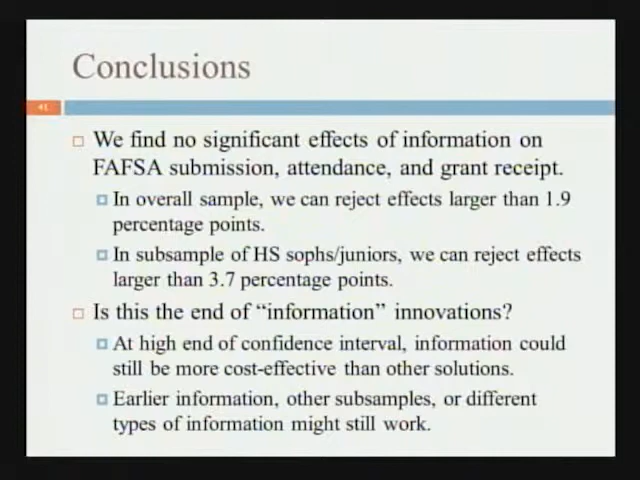 Conclusions
41
We find no significant effects of information on
FAFSA submission, attendance, and grant receipt.
In overall sample, we can reject effects larger than 1.9
percentage points.
In subsample of HS sophs/juniors, we can reject effects
larger than 3.7 percentage points.
Is this the end of “information” innovations?
At high end of confidence interval, information could
still be more cost-effective than other solutions.
Earlier information, other subsamples, or different
types of information might still work.